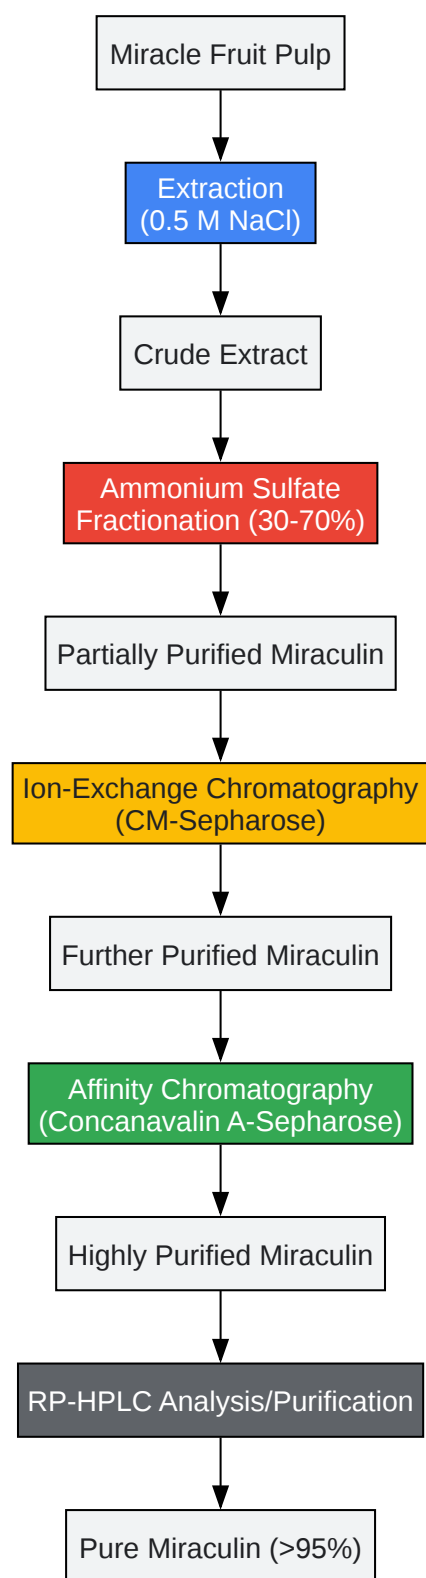 Miracle Fruit Pulp
Extraction
(0.5 M NaCl)
Crude Extract
Ammonium Sulfate
Fractionation (30-70%)
Partially Purified Miraculin
Ion-Exchange Chromatography
(CM-Sepharose)
Further Purified Miraculin
Affinity Chromatography
(Concanavalin A-Sepharose)
Highly Purified Miraculin
RP-HPLC Analysis/Purification
Pure Miraculin (>95%)